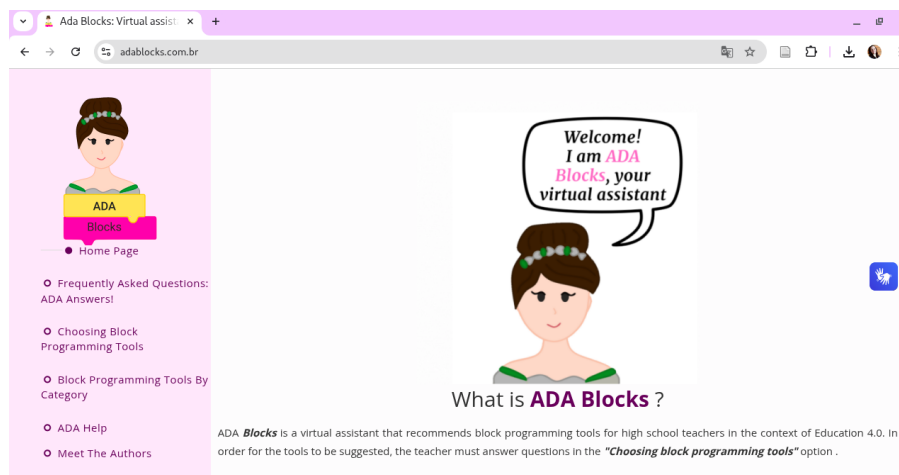 Ada Blocks: Virtual assist
adablocks.com.br
ADA
Blocks
Home Page
Frequently Asked Questions:
ADA Answers!
Choosing Block
Programming Tools
Block Programming Tools By
Category
ADA Help
Meet The Authors
Welcome!
I am ADA
Blocks, your
virtual assistant
What is ADA Blocks ?
ADA Blocks is a virtual assistant that recommends block programming tools for high school teachers in the context of Education 4.0. In
order for the tools to be suggested, the teacher must answer questions in the "Choosing block programming tools" option .